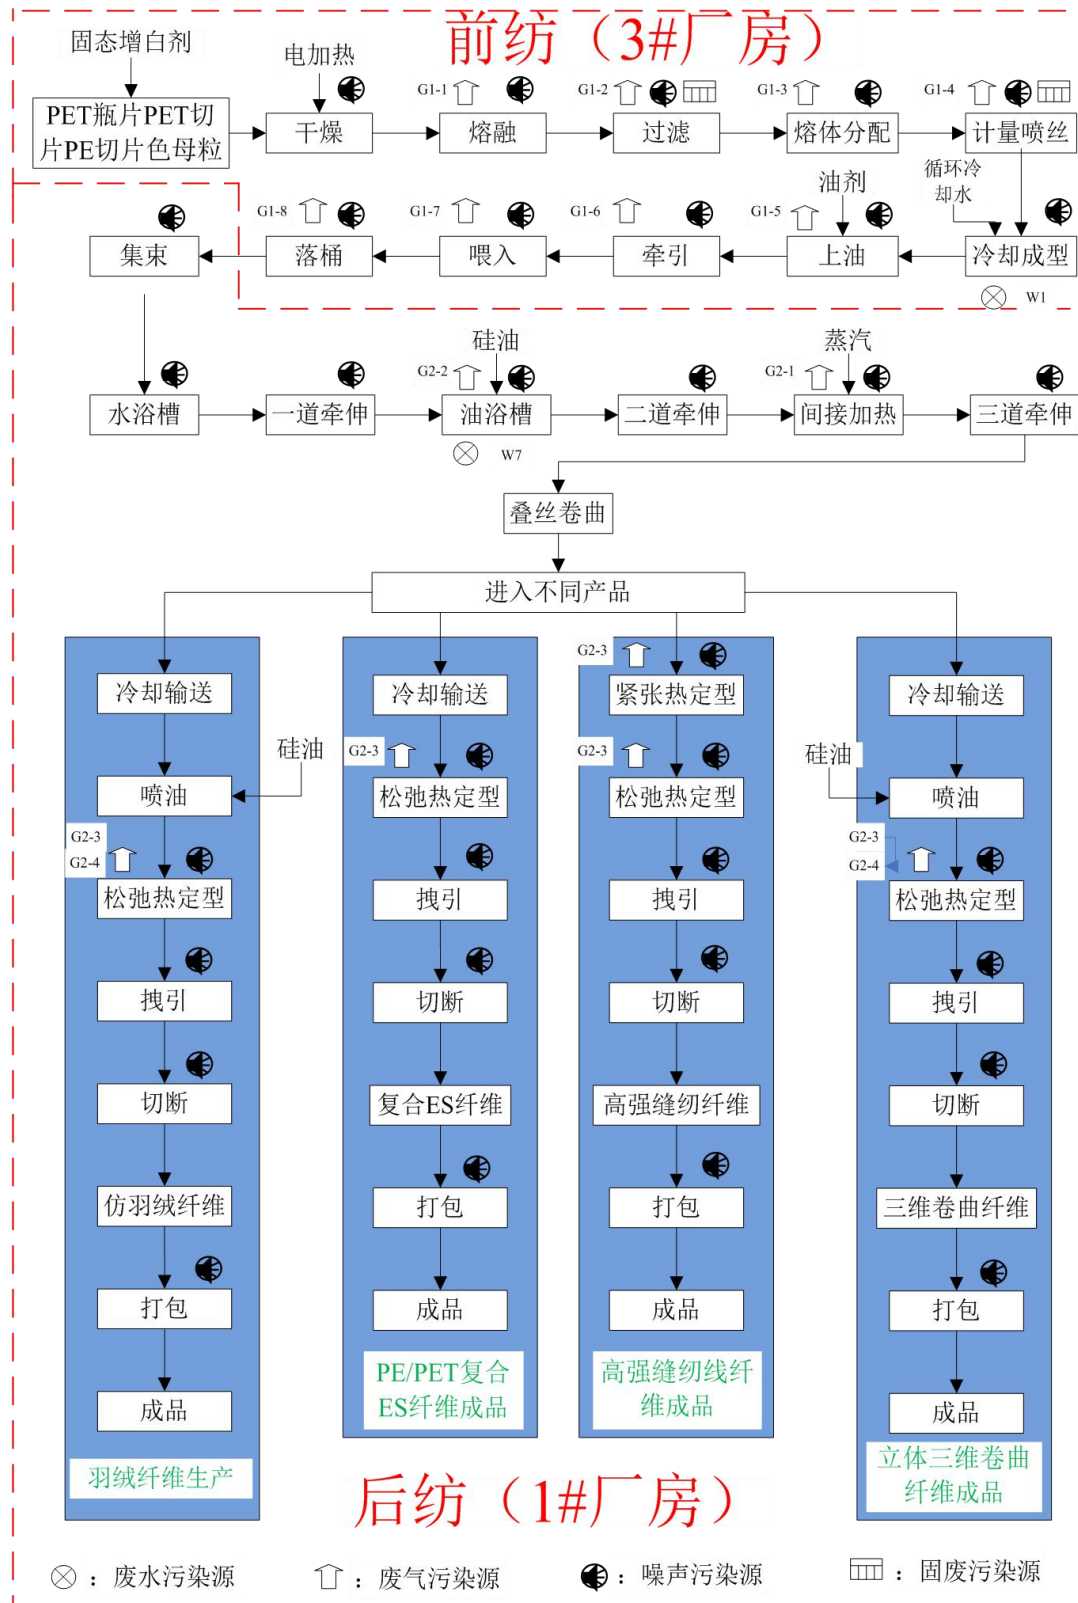 前纺（3#厂房）
固态增白剂
电加热
G1-1
G1-2
G1-3
G1-4
PET瓶片PET切
片PE切片色母粒
干燥
熔融
过滤
熔体分配
计量喷丝
循环冷
却水
油剂
G1-8
G1-7
G1-6
G1-5
集束
落桶
喂入
牵引
上油
冷却成型
W1
硅油
蒸汽
G2-2
G2-1
水浴槽
一道牵伸
油浴槽
二道牵伸
间接加热
三道牵伸
W7
叠丝卷曲
进入不同产品
冷却输送
硅油
喷油
G2-3
G2-4
松弛热定型
拽引
切断
仿羽绒纤维
打包
成品
羽绒纤维生产
冷却输送
G2-3
松弛热定型
拽引
切断
复合ES纤维
打包
成品
PE/PET复合
ES纤维成品
G2-3
紧张热定型
G2-3
松弛热定型
拽引
切断
高强缝纫纤维
打包
成品
高强缝纫线纤
维成品
冷却输送
硅油
喷油
G2-3
G2-4
松弛热定型
拽引
切断
三维卷曲纤维
打包
成品
立体三维卷曲
纤维成品
后纺（1#厂房）
：废水污染源
：废气污染源
：噪声污染源
：固废污染源